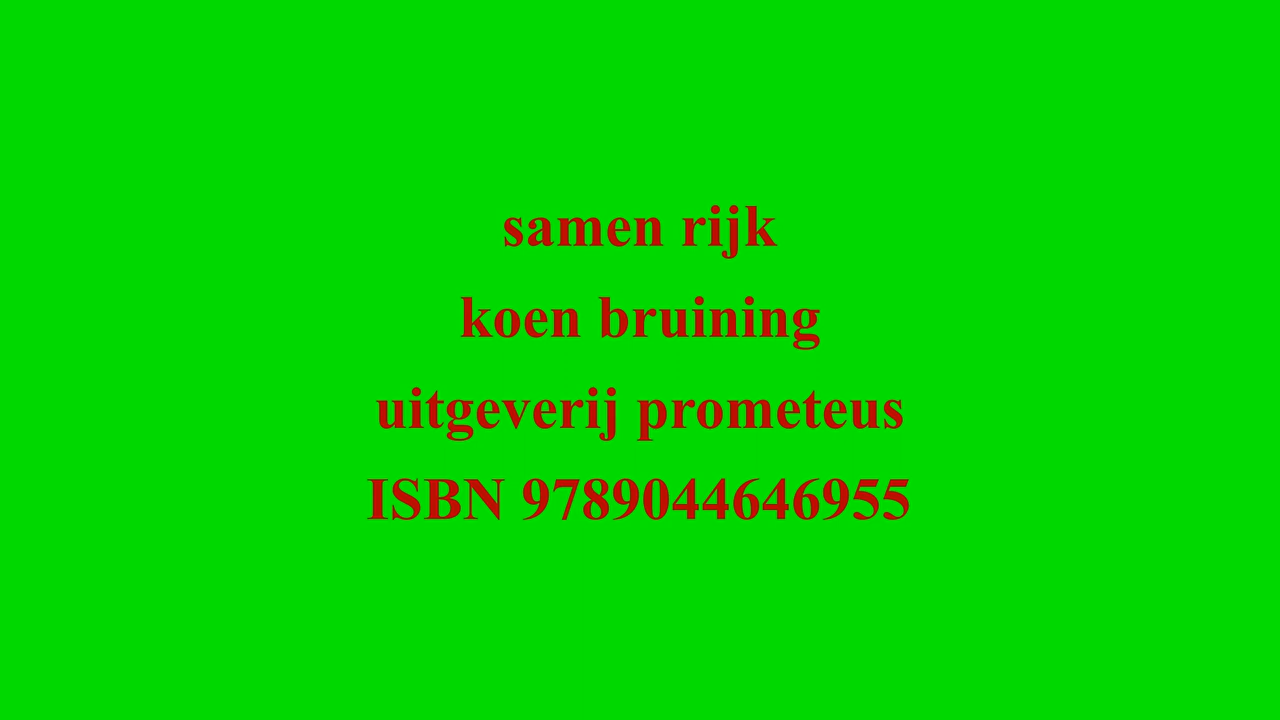 samen rijk
koen bruining
uitgeverij prometeus
ISBN 9789044646955